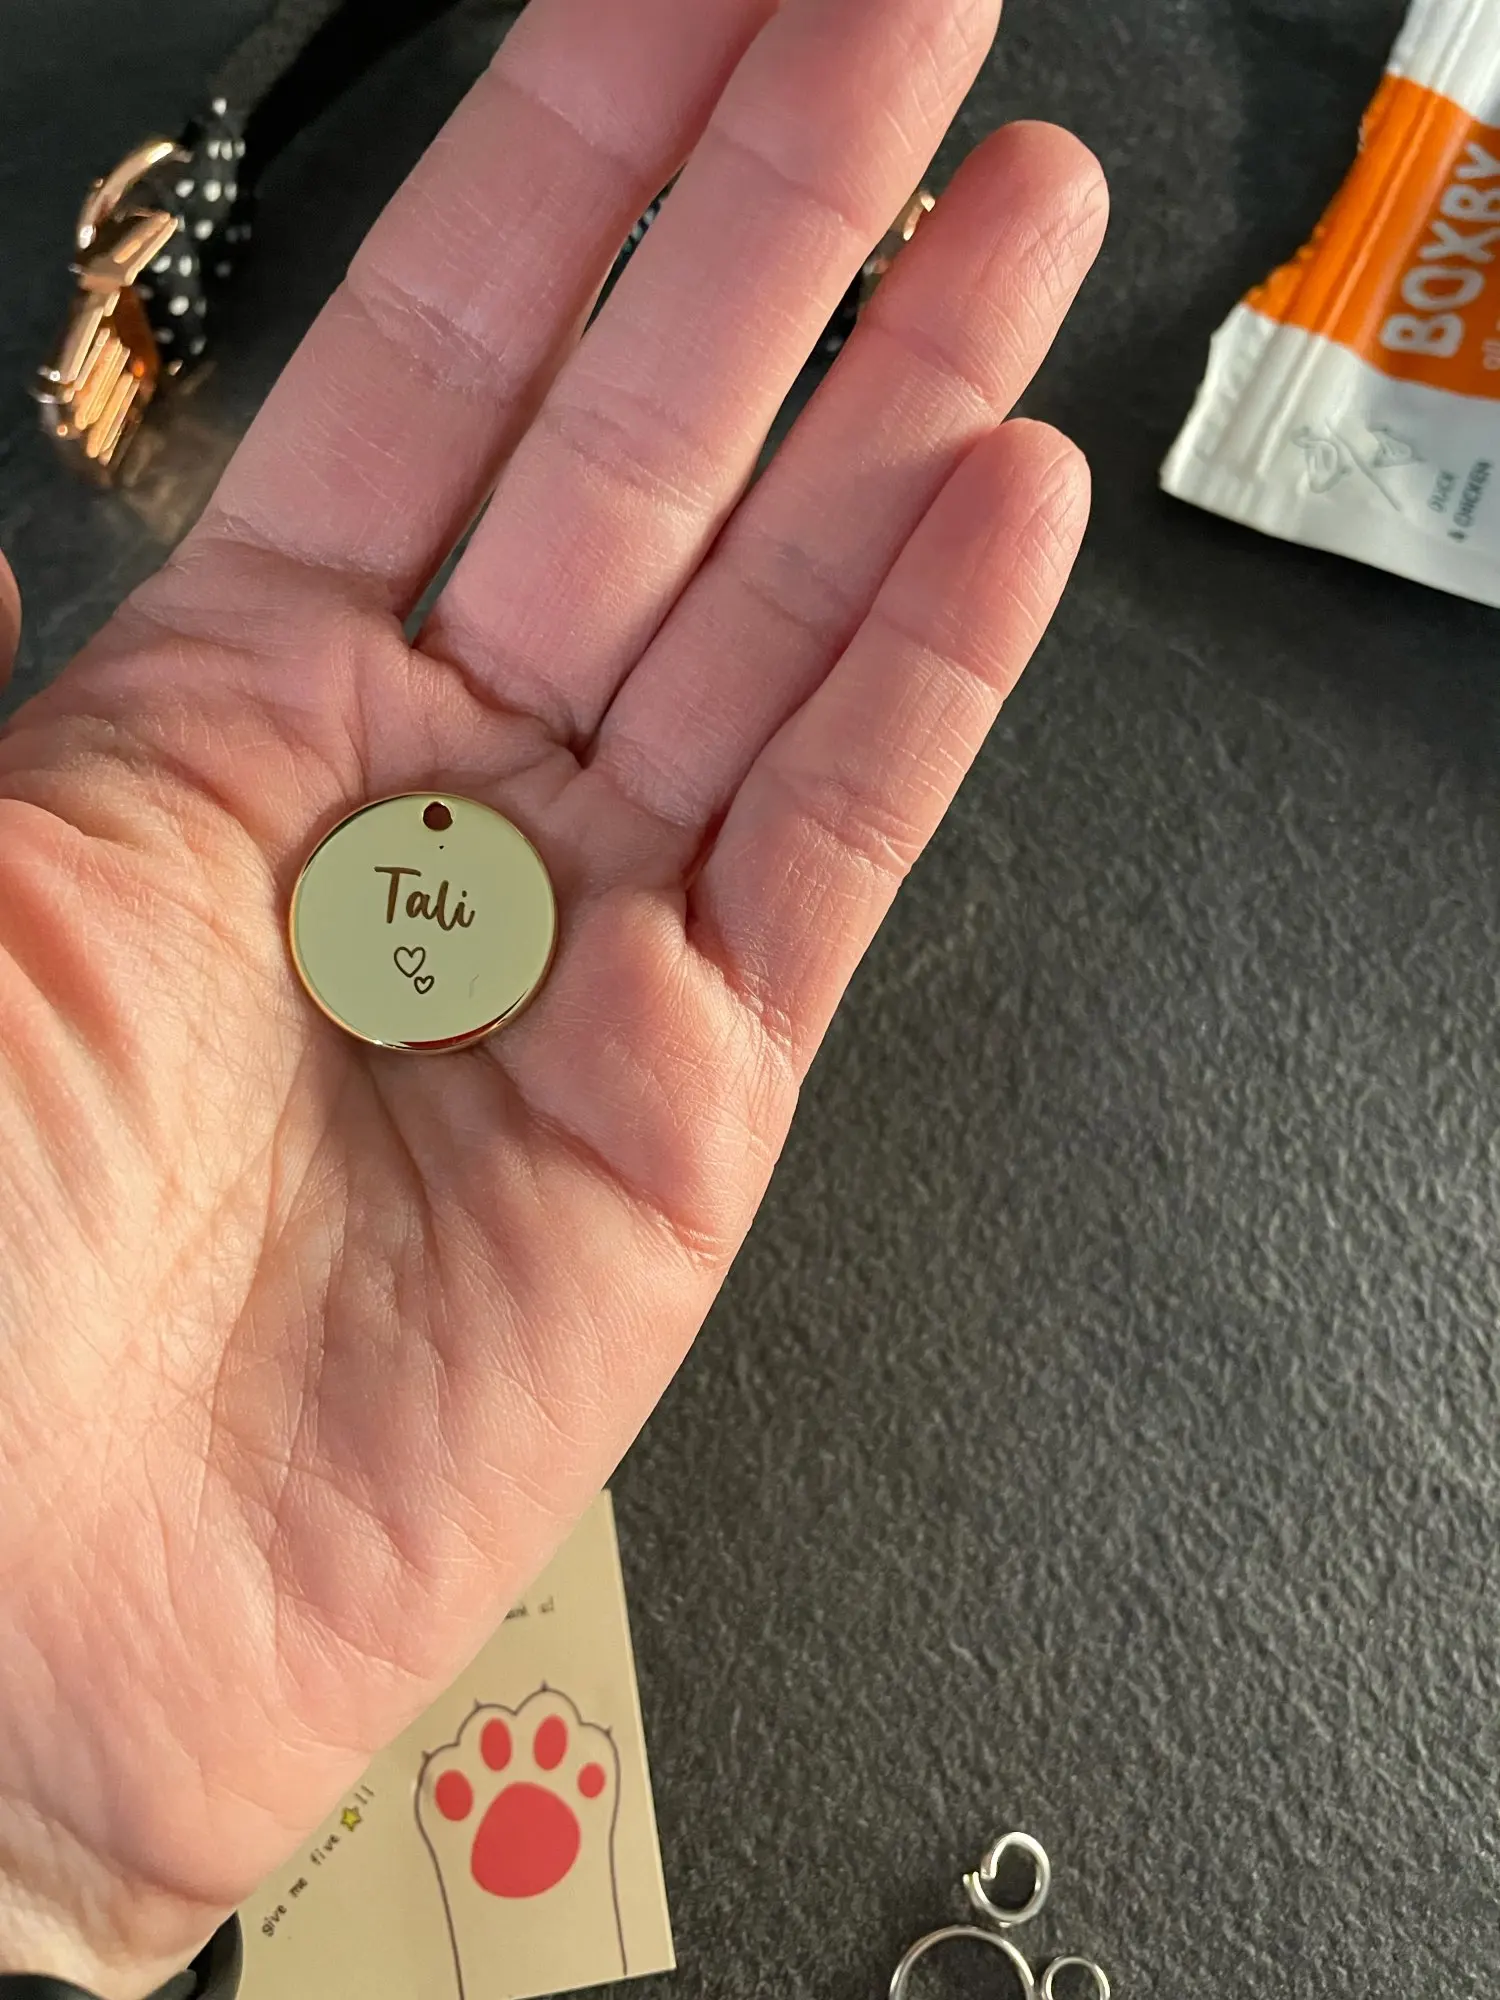 BOXBY
DUCK
& CHICKEN
Tali
give me five !!